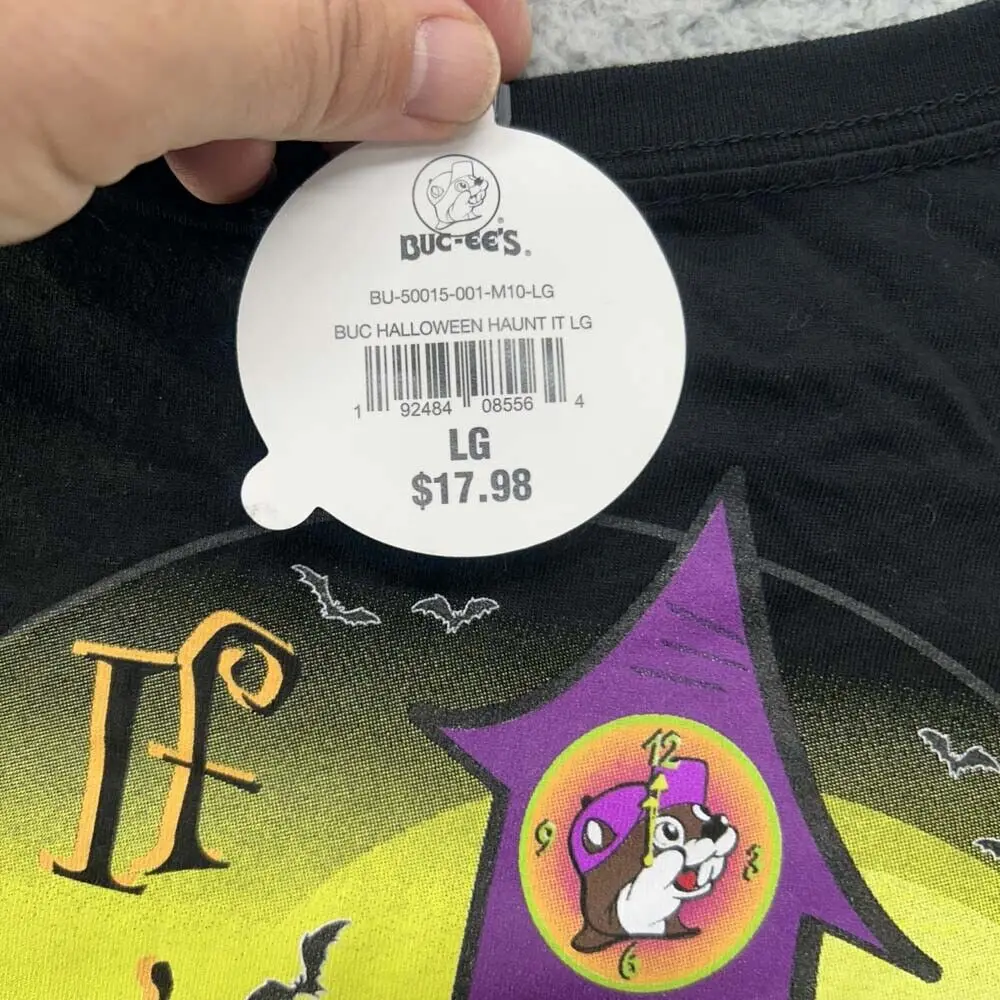 BUC-EE'S®
BU-50015-001-M10-LG
BUC HALLOWEEN HAUNT IT LG
1 92484 08556 4
LG
$17.98
If
12
9 3
6